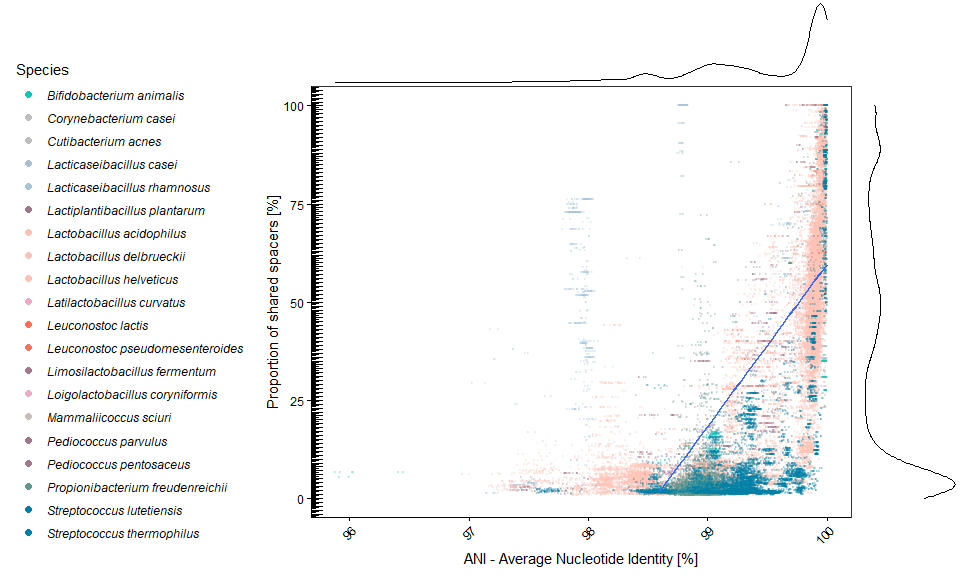 Species
Bifidobacterium animalis
Corynebacterium casei
Cutibacterium acnes
Lacticaseibacillus casei
Lacticaseibacillus rhamnosus
Lactiplantibacillus plantarum
Lactobacillus acidophilus
Lactobacillus delbrueckii
Lactobacillus helveticus
Latilactobacillus curvatus
Leuconostoc lactis
Leuconostoc pseudomesenteroides
Limosilactobacillus fermentum
Loigolactobacillus coryniformis
Mammaliicoccus sciuri
Pediococcus parvulus
Pediococcus pentosaceus
Propionibacterium freudenreichii
Streptococcus lutetiensis
Streptococcus thermophilus
Proportion of shared spacers [%]
100
75
50
25
0
96
97
98
99
100
ANI - Average Nucleotide Identity [%]